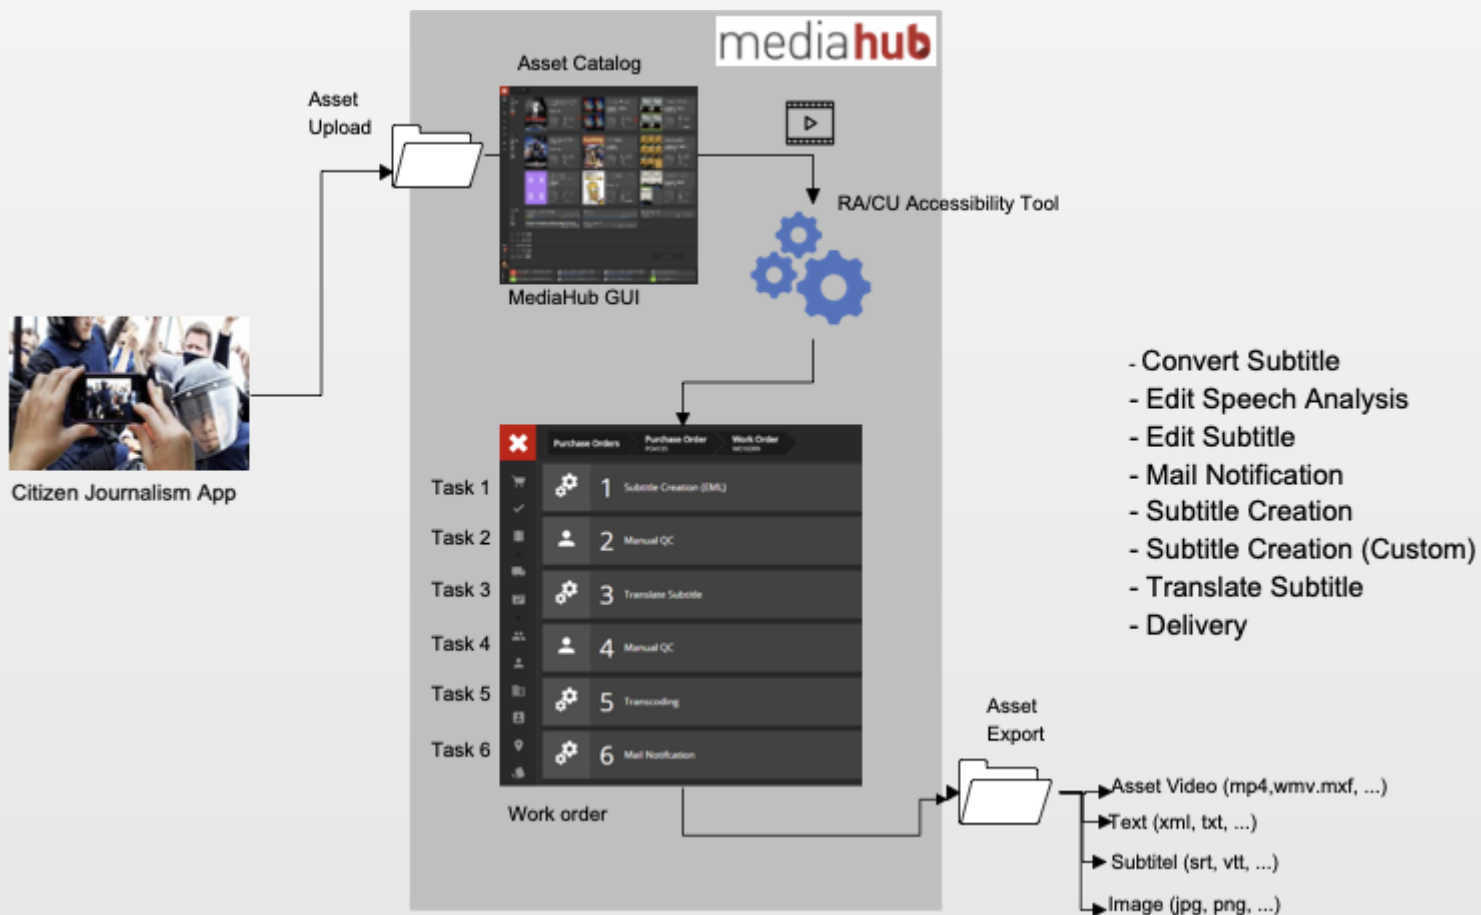 mediahub
Asset Catalog
Asset
Upload
RA/CU Accessibility Tool
MediaHub GUI
Citizen Journalism App
- Convert Subtitle
- Edit Speech Analysis
- Edit Subtitle
- Mail Notification
- Subtitle Creation
- Subtitle Creation (Custom)
- Translate Subtitle
- Delivery
Purchase Orders
Purchase Order
Work Order
Task 1
1 Subtitle Creation (EML)
Task 2
2 Manual QC
Task 3
3 Translate Subtitle
Task 4
4 Manual QC
Task 5
5 Transcoding
Task 6
6 Mail Notification
Work order
Asset
Export
Asset Video (mp4,wmv.mxf, ...)
Text (xml, txt, ...)
Subtitel (srt, vtt, ...)
Image (jpg, png, ...)